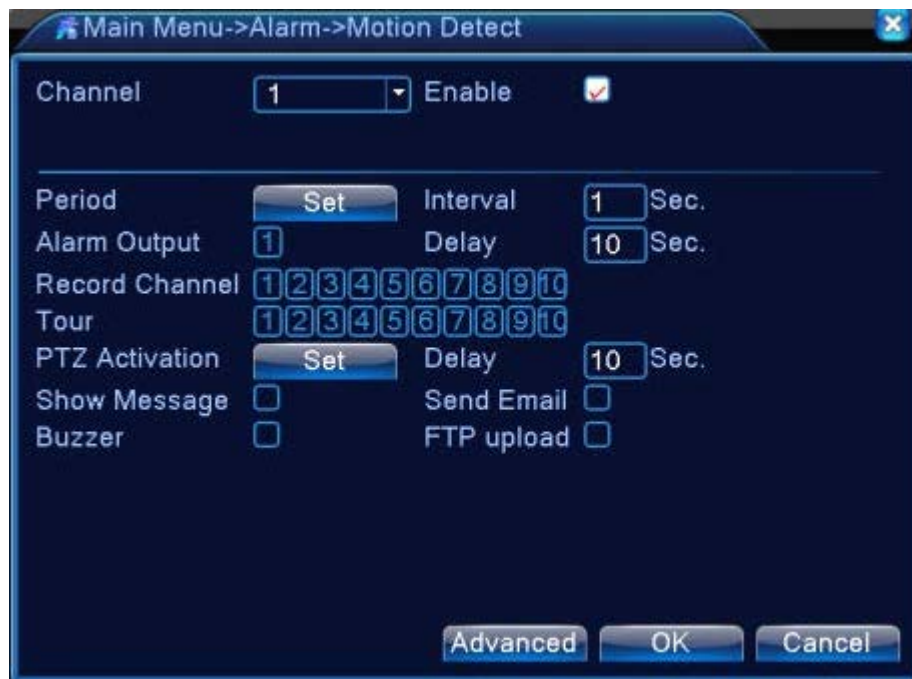 Main Menu->Alarm->Motion Detect
Channel 1 Enable
Period Set Interval 1 Sec.
Alarm Output 1 Delay 10 Sec.
Record Channel 1 2 3 4 5 6 7 8 9 10
Tour 1 2 3 4 5 6 7 8 9 10
PTZ Activation Set Delay 10 Sec.
Show Message Send Email
Buzzer FTP upload
Advanced OK Cancel